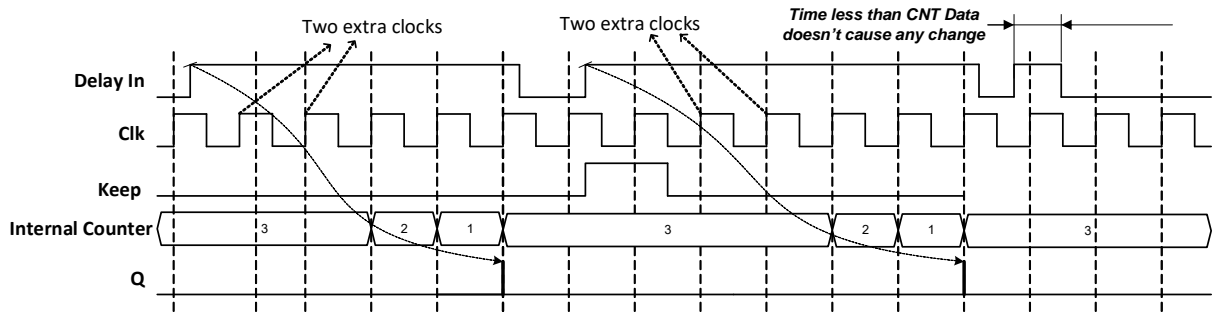 Two extra clocks
Two extra clocks
Time less than CNT Data
doesn't cause any change
Delay In
Clk
Keep
Internal Counter
3
2
1
3
2
1
3
Q